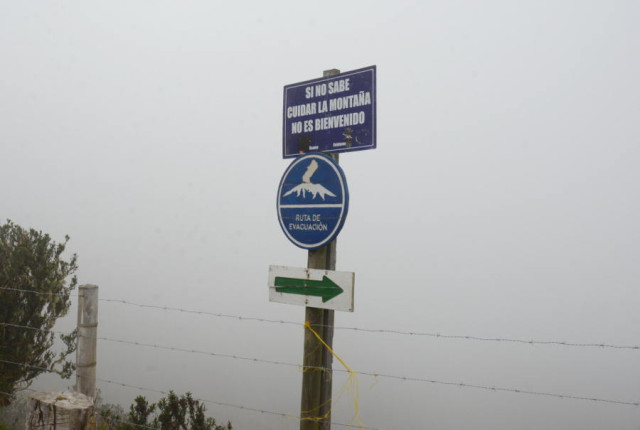 SI NO SABE
CUIDAR LA MONTAÑA
NO ES BIENVENIDO
RUTA DE
EVACUACIÓN